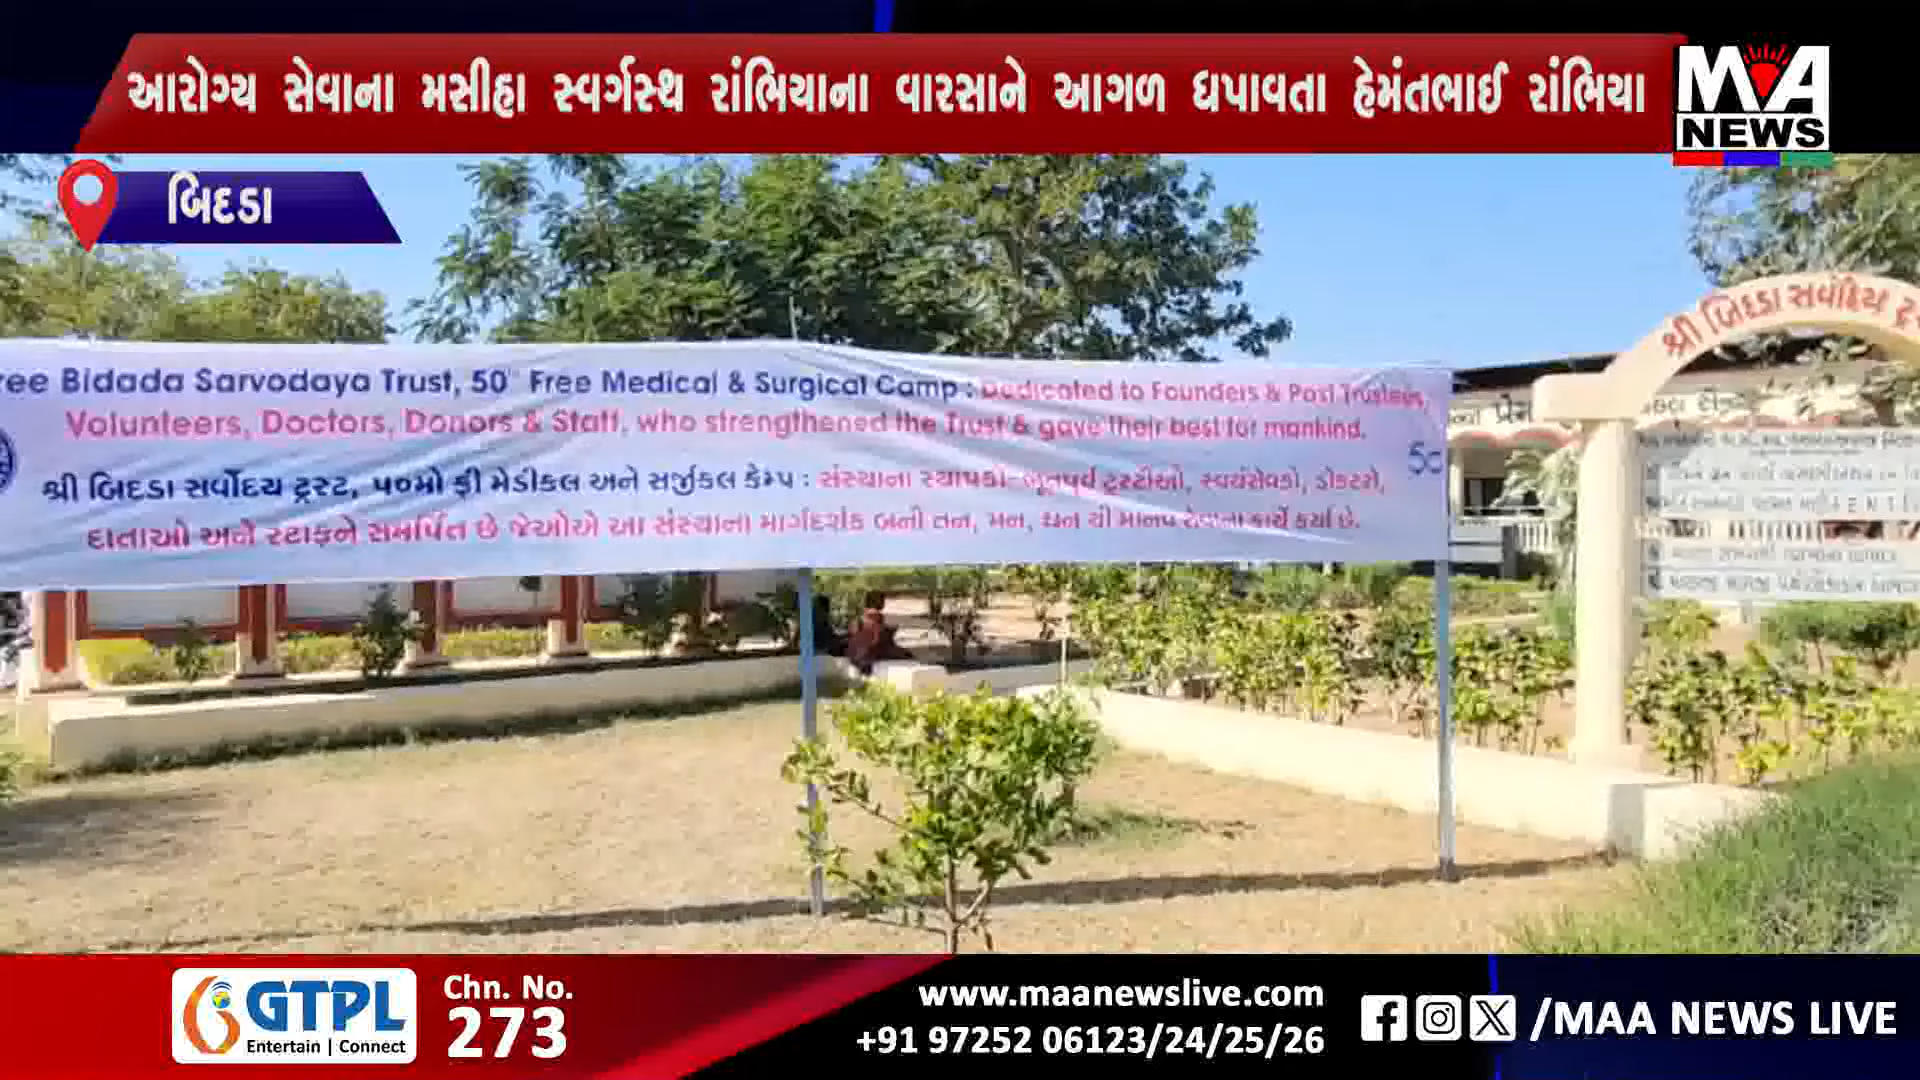 આરોગ્ય સેવાના મસીહા સ્વર્ગસ્થ રાંભિયાના વારસાને આગળ ધપાવતા હેમંતભાઈ રાંભિયા
MAA
NEWS
બિદડા
શ્રી બિદડા સર્વોદય
ree Bidada Sarvodaya Trust, 50th Free Medical & Surgical Camp : Dedicated to Founders & Past Trustees,
Volunteers, Doctors, Donors & Staff, who strengthened the Trust & gave their best for mankind.
શ્રી બિદડા સર્વોદય ટ્રસ્ટ, ૫૦મો ફ્રી મેડીકલ અને સર્જીકલ કેમ્પ : સંસ્થાના સ્થાપકો-ભૂતપૂર્વ ટ્રસ્ટીઓ, સ્વયંસેવકો, ડોકટરો,
દાતાઓ અને સ્ટાફને સમર્પિત છે જેઓએ આ સંસ્થાના માર્ગદર્શક બની તન, મન, ધન થી માનવ સેવાના કાર્ય કર્યા છે.
GTPL
Entertain | Connect
Chn. No.
273
www.maanewslive.com
+91 97252 06123/24/25/26
/MAA NEWS LIVE